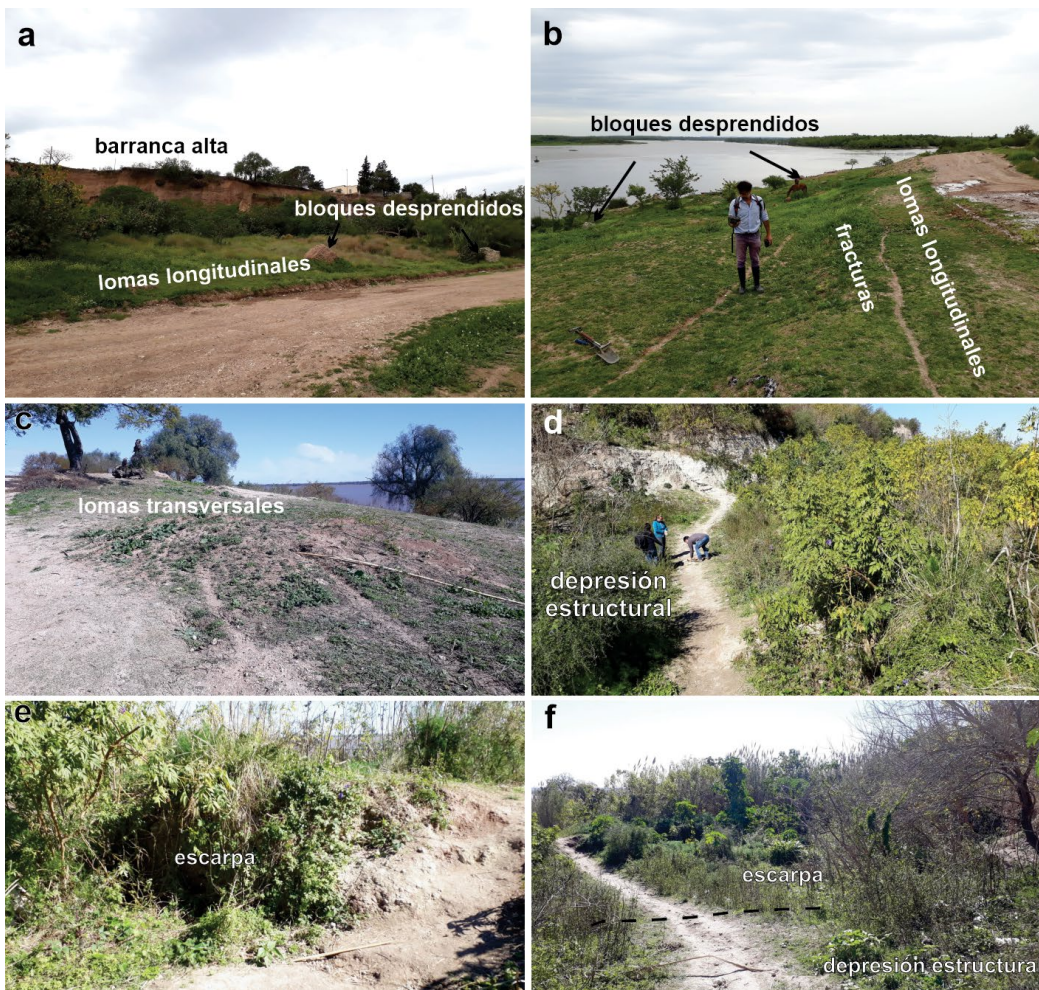 a
barranca alta
bloques desprendidos
lomas longitudinales
b
bloques desprendidos
fracturas
lomas longitudinales
c
lomas transversales
d
depresión
estructural
e
escarpa
f
escarpa
depresión estructura